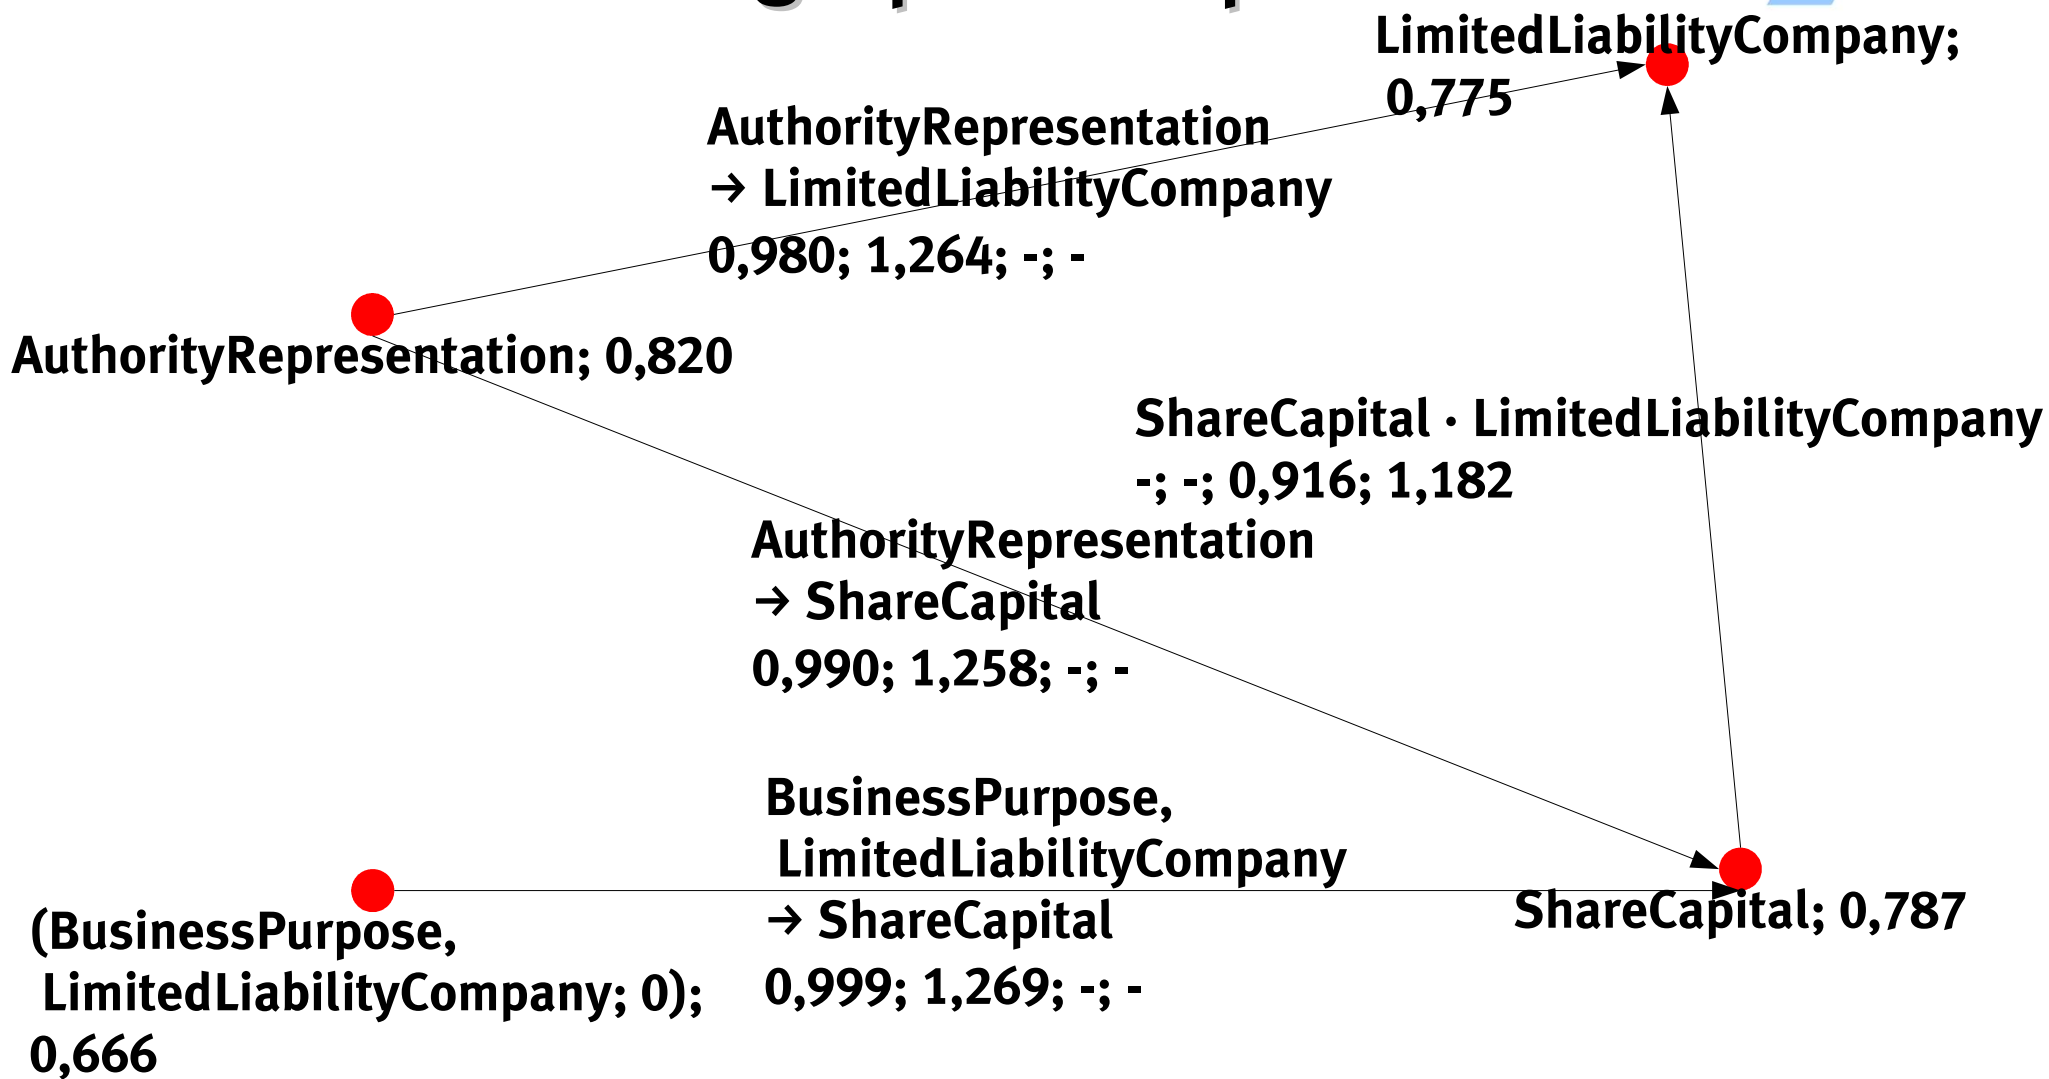 LimitedLiabilityCompany;
0,775
AuthorityRepresentation
→ LimitedLiabilityCompany
0,980; 1,264; -; -
AuthorityRepresentation; 0,820
ShareCapital · LimitedLiabilityCompany
-; -; 0,916; 1,182
AuthorityRepresentation
→ ShareCapital
0,990; 1,258; -; -
BusinessPurpose,
LimitedLiabilityCompany
→ ShareCapital
0,999; 1,269; -; -
ShareCapital; 0,787
(BusinessPurpose,
LimitedLiabilityCompany; 0);
0,666